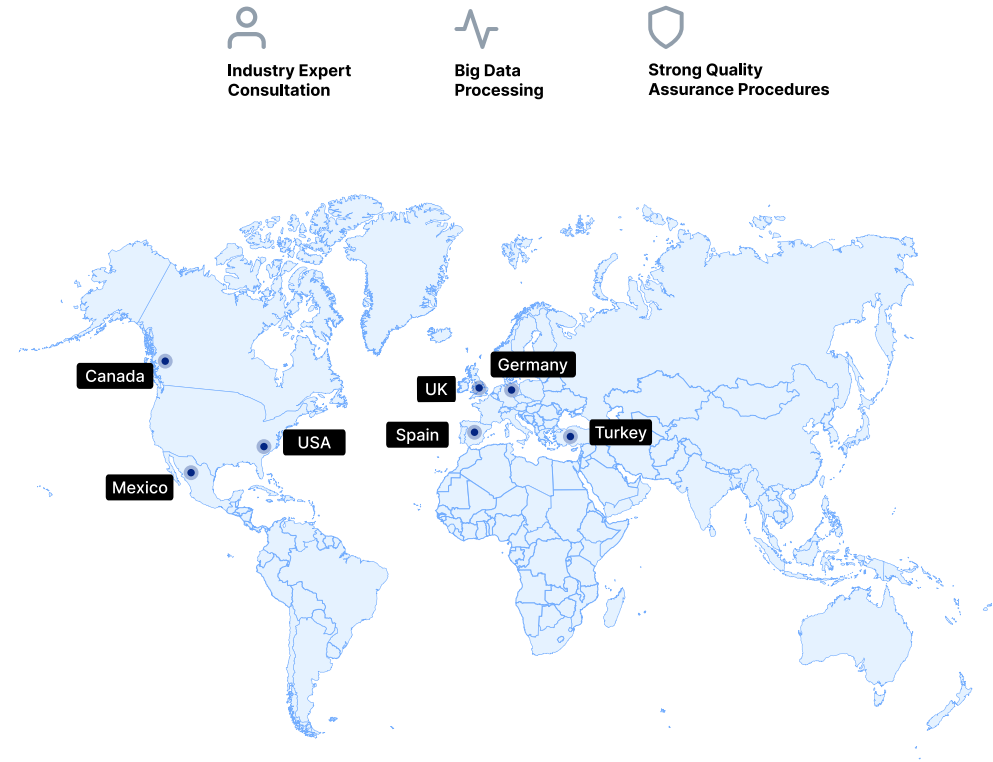 Industry Expert
Consultation
Big Data
Processing
Strong Quality
Assurance Procedures
Germany
Canada
UK
Spain
Turkey
USA
Mexico